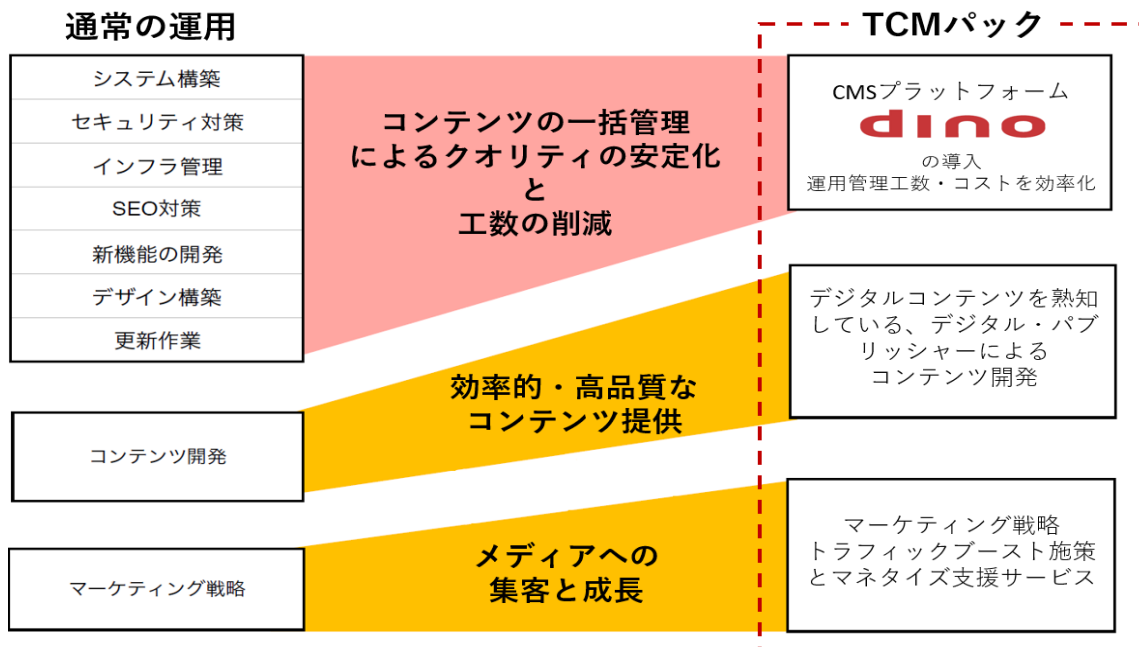 通常の運用
TCMパック
システム構築
セキュリティ対策
インフラ管理
SEO対策
新機能の開発
デザイン構築
更新作業
コンテンツの一括管理
によるクオリティの安定化
と
工数の削減
CMSプラットフォーム
dino
の導入
運用管理工数・コストを効率化
コンテンツ開発
効率的・高品質な
コンテンツ提供
デジタルコンテンツを熟知
している、デジタル・パブ
リッシャーによる
コンテンツ開発
マーケティング戦略
メディアへの
集客と成長
マーケティング戦略
トラフィックブースト施策
とマネタイズ支援サービス